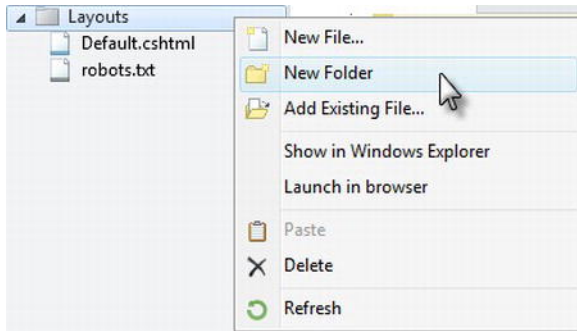 Layouts
Default.cshtml
robots.txt
New File...
New Folder
Add Existing File...
Show in Windows Explorer
Launch in browser
Paste
Delete
Refresh